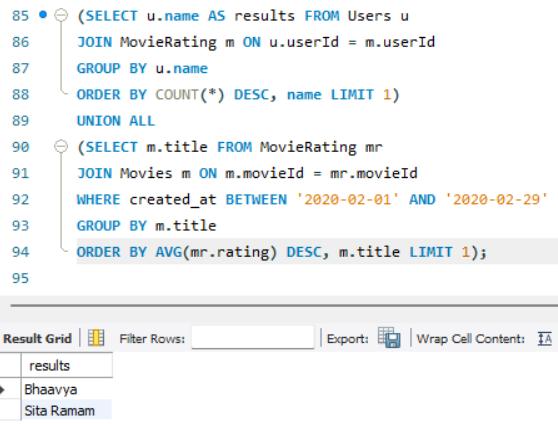 85 (SELECT u.name AS results FROM Users u
86 JOIN MovieRating m ON u.userId = m.userId
87 GROUP BY u.name
88 ORDER BY COUNT(*) DESC, name LIMIT 1)
89 UNION ALL
90 (SELECT m.title FROM MovieRating mr
91 JOIN Movies m ON m.movieId = mr.movieId
92 WHERE created_at BETWEEN '2020-02-01' AND '2020-02-29'
93 GROUP BY m.title
94 ORDER BY AVG(mr.rating) DESC, m.title LIMIT 1);
95
Result Grid Filter Rows: Export: Wrap Cell Content: IA
results
Bhaavya
Sita Ramam